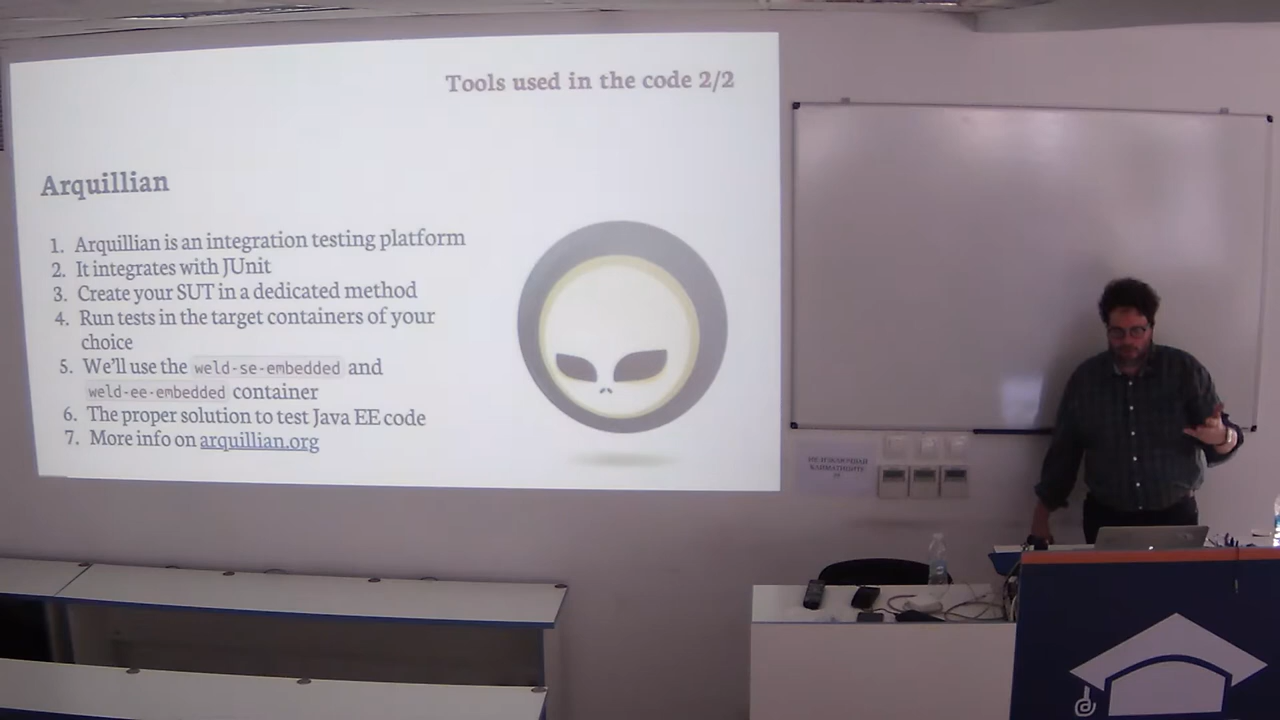 Tools used in the code 2/2
Arquillian
1. Arquillian is an integration testing platform
2. It integrates with JUnit
3. Create your SUT in a dedicated method
4. Run tests in the target containers of your
choice
5. We'll use the weld-se-embedded and
weld-ee-embedded container
6. The proper solution to test Java EE code
7. More info on arquillian.org
НЕ ИЗКЛЮЧВАЙ
КЛИМАТИЦИТЕ